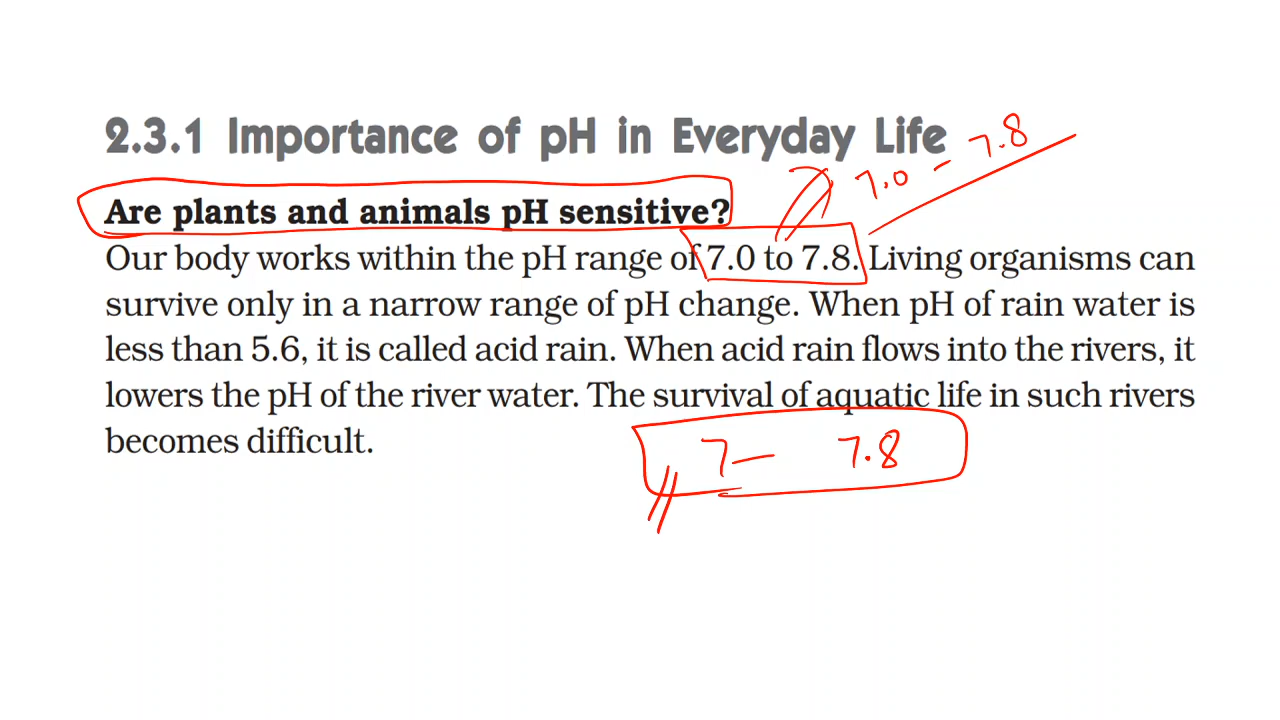 2.3.1 Importance of pH in Everyday Life
7.0 - 7.8
Are plants and animals pH sensitive?
Our body works within the pH range of 7.0 to 7.8. Living organisms can
survive only in a narrow range of pH change. When pH of rain water is
less than 5.6, it is called acid rain. When acid rain flows into the rivers, it
lowers the pH of the river water. The survival of aquatic life in such rivers
becomes difficult.
7 — 7.8